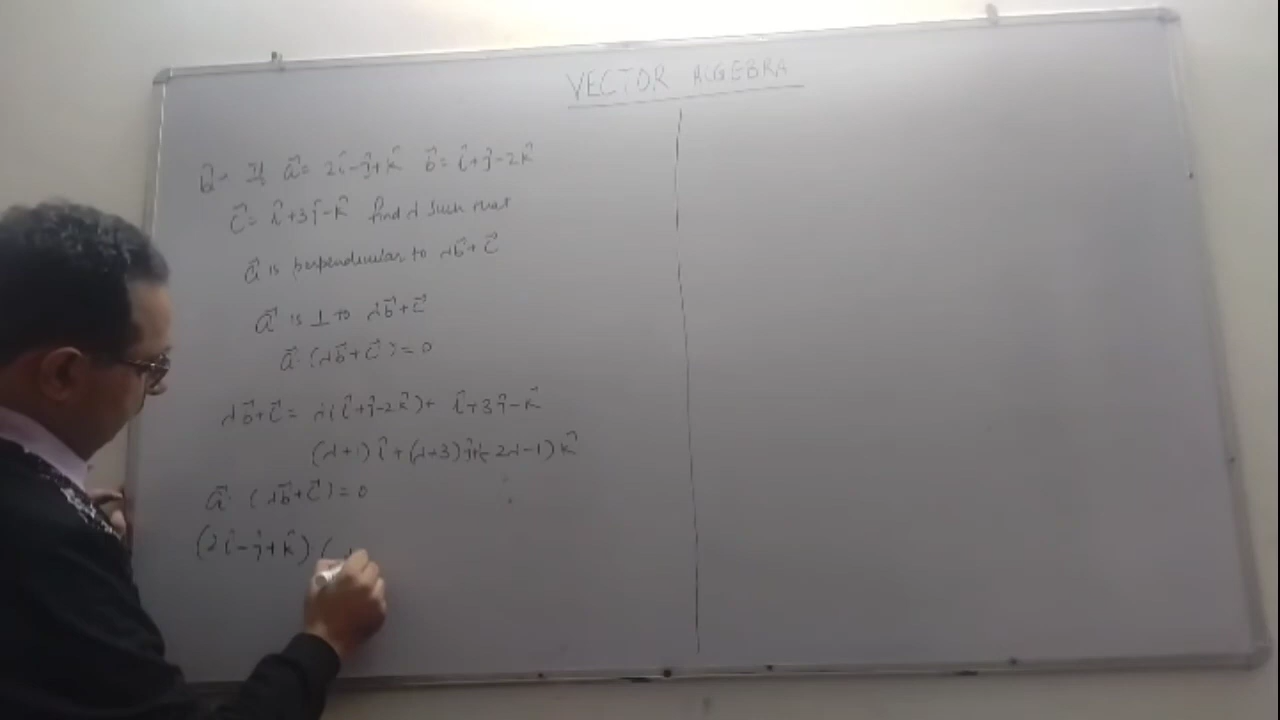 VECTOR ALGEBRA
Q→ If a⃗ = 2î-ĵ+k̂ b⃗ = î+ĵ-2k̂
c⃗ = î+3ĵ-k̂ find λ such that
a⃗ is perpendicular to λb⃗+c⃗
a⃗ is ⊥ to λb⃗+c⃗
a⃗·(λb⃗+c⃗)=0
λb⃗+c⃗ = λ(î+ĵ-2k̂)+ î+3ĵ-k̂
(λ+1)î+(λ+3)ĵ+(-2λ-1)k̂
a⃗·(λb⃗+c⃗)=0
(2î-ĵ+k̂)·(λ